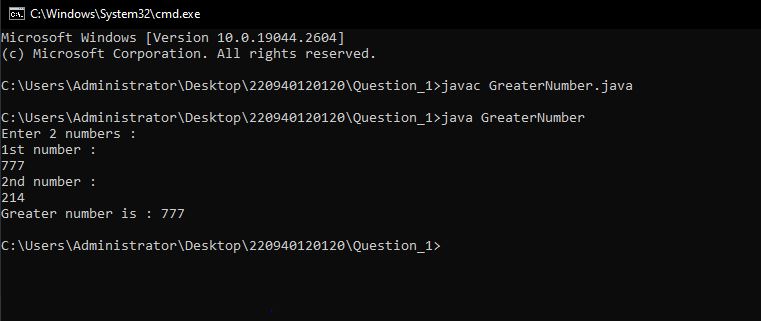 C:\Windows\System32\cmd.exe
Microsoft Windows [Version 10.0.19044.2604]
(c) Microsoft Corporation. All rights reserved.
C:\Users\Administrator\Desktop\220940120120\Question_1>javac GreaterNumber.java
C:\Users\Administrator\Desktop\220940120120\Question_1>java GreaterNumber
Enter 2 numbers :
1st number :
777
2nd number :
214
Greater number is : 777
C:\Users\Administrator\Desktop\220940120120\Question_1>